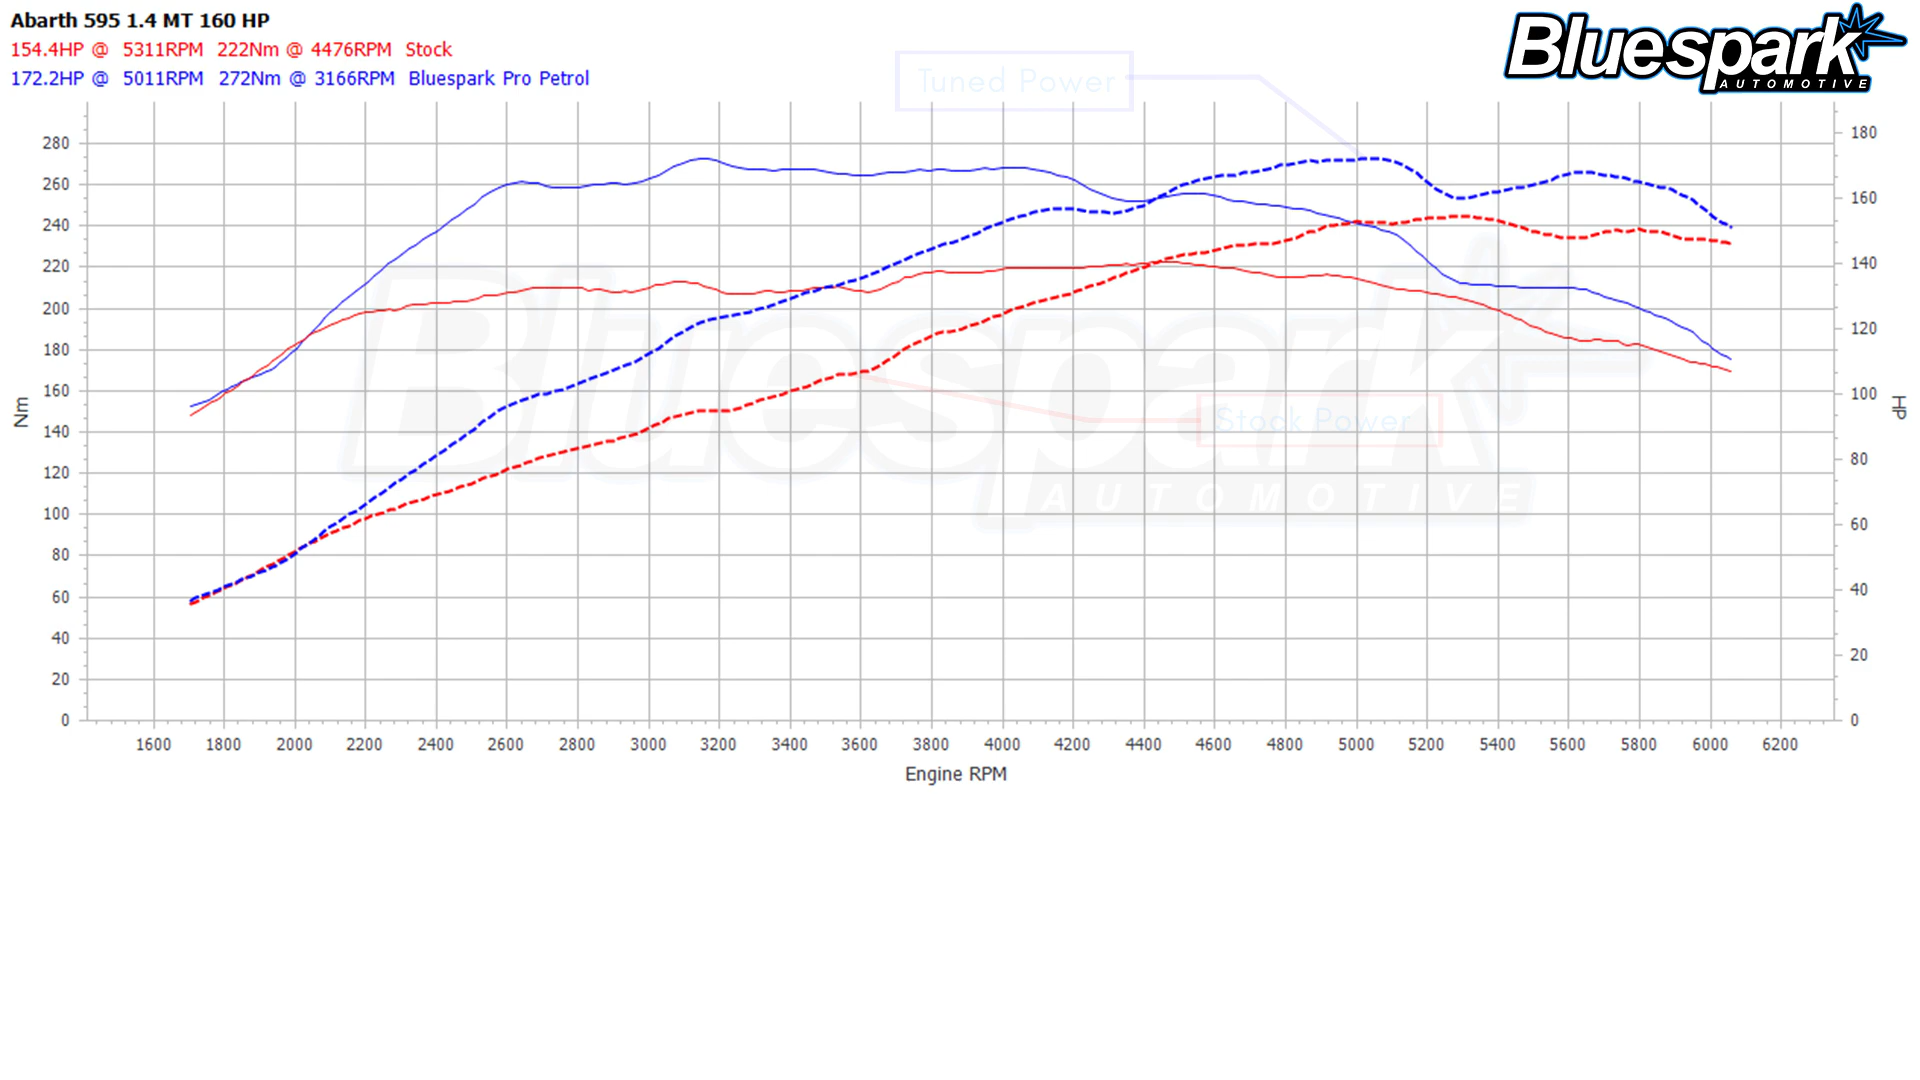 Abarth 595 1.4 MT 160 HP
154.4HP @ 5311RPM 222Nm @ 4476RPM Stock
172.2HP @ 5011RPM 272Nm @ 3166RPM Bluespark Pro Petrol
Bluespark
AUTOMOTIVE
Tuned Power
280
260
240
220
200
180
160
140
120
100
80
60
40
20
0
Nm
180
160
140
120
100
80
60
40
20
0
HP
Bluespark
AUTOMOTIVE
Stock Power
1600 1800 2000 2200 2400 2600 2800 3000 3200 3400 3600 3800 4000 4200 4400 4600 4800 5000 5200 5400 5600 5800 6000 6200
Engine RPM